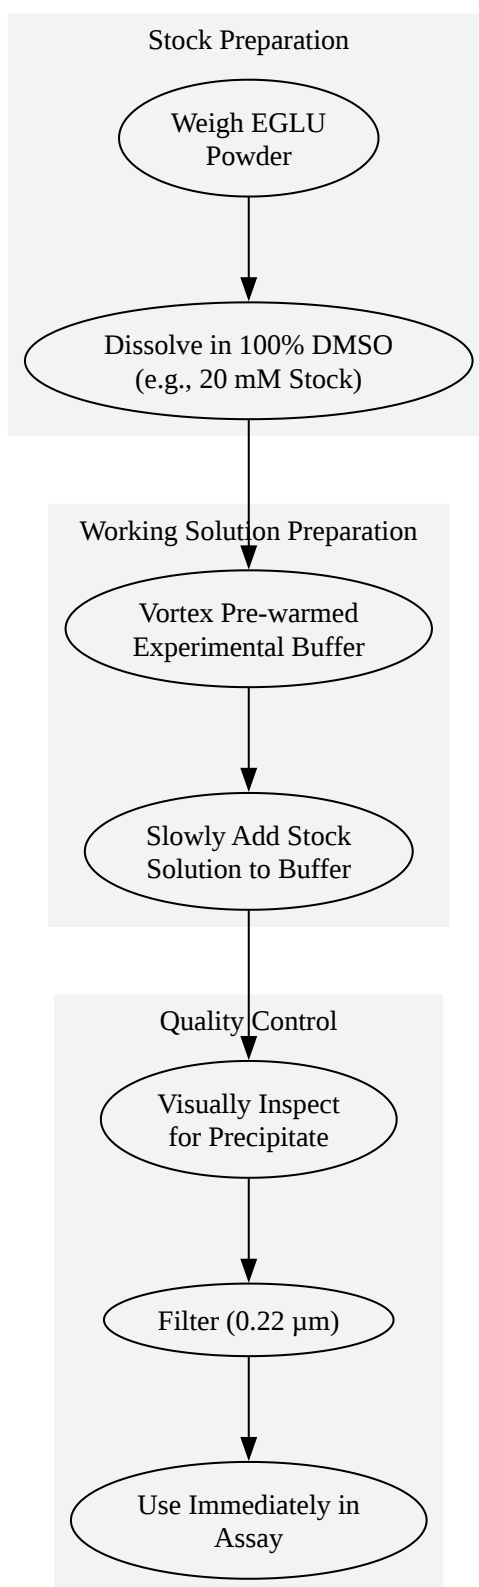 Stock Preparation
Weigh EGLU
Powder
Dissolve in 100% DMSO
(e.g., 20 mM Stock)
Working Solution Preparation
Vortex Pre-warmed
Experimental Buffer
Slowly Add Stock
Solution to Buffer
Quality Control
Visually Inspect
for Precipitate
Filter (0.22 µm)
Use Immediately in
Assay